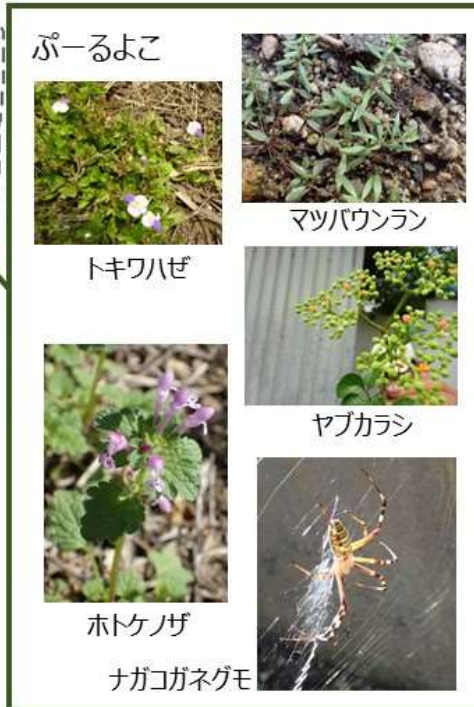 ぷーるよこ
トキワハぜ
マツバウンラン
ヤブカラシ
ホトケノザ
ナガコガネグモ